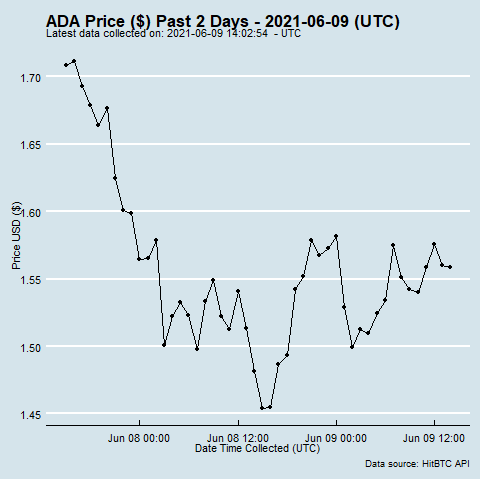 ADA Price ($) Past 2 Days - 2021-06-09 (UTC)
Latest data collected on: 2021-06-09 14:02:54 - UTC
1.70
1.65
1.60
1.55
1.50
1.45
Price USD ($)
Jun 08 00:00 Jun 08 12:00 Jun 09 00:00 Jun 09 12:00
Date Time Collected (UTC)
Data source: HitBTC API